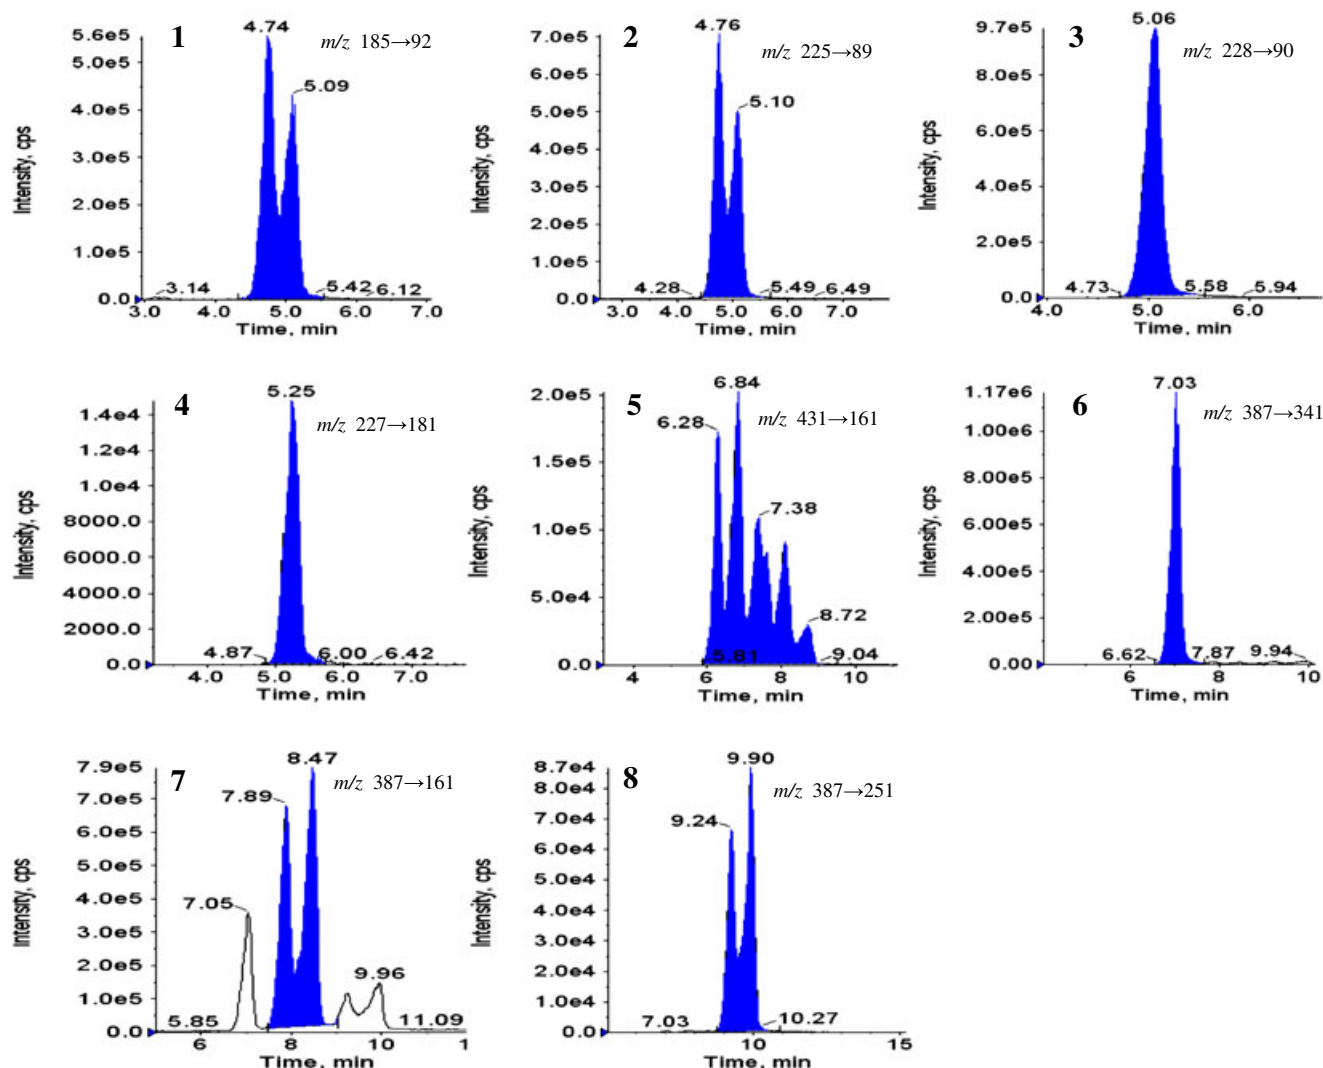 1
m/z 185→92
4.74
5.09
3.14
5.42
6.12
5.6e5
5.0e5
4.0e5
3.0e5
2.0e5
1.0e5
0.0
3.0 4.0 5.0 6.0 7.0
Intensity, cps
Time, min
2
m/z 225→89
4.76
5.10
4.28
5.49
6.49
7.0e5
6.0e5
5.0e5
4.0e5
3.0e5
2.0e5
1.0e5
0.0
3.0 4.0 5.0 6.0 7.0
Intensity, cps
Time, min
3
m/z 228→90
5.06
4.73
5.58
5.94
9.7e5
8.0e5
6.0e5
4.0e5
2.0e5
0.0
4.0 5.0 6.0
Intensity, cps
Time, min
4
m/z 227→181
5.25
4.87
6.00
6.42
1.4e4
1.2e4
1.0e4
8000.0
6000.0
4000.0
2000.0
0.0
4.0 5.0 6.0 7.0
Intensity, cps
Time, min
5
m/z 431→161
6.28
6.84
7.38
8.72
5.81
9.04
2.0e5
1.5e5
1.0e5
5.0e4
0.0
4 6 8 10
Intensity, cps
Time, min
6
m/z 387→341
7.03
6.62
7.87
9.94
1.17e6
1.00e6
8.00e5
6.00e5
4.00e5
2.00e5
0.00
6 8 10
Intensity, cps
Time, min
7
m/z 387→161
8.47
7.89
7.05
9.96
5.85
11.09
7.9e5
7.0e5
6.0e5
5.0e5
4.0e5
3.0e5
2.0e5
1.0e5
0.0
6 8 10 1
Intensity, cps
Time, min
8
m/z 387→251
9.90
9.24
7.03
10.27
8.7e4
8.0e4
7.0e4
6.0e4
5.0e4
4.0e4
3.0e4
2.0e4
1.0e4
0.0
10 15
Intensity, cps
Time, min